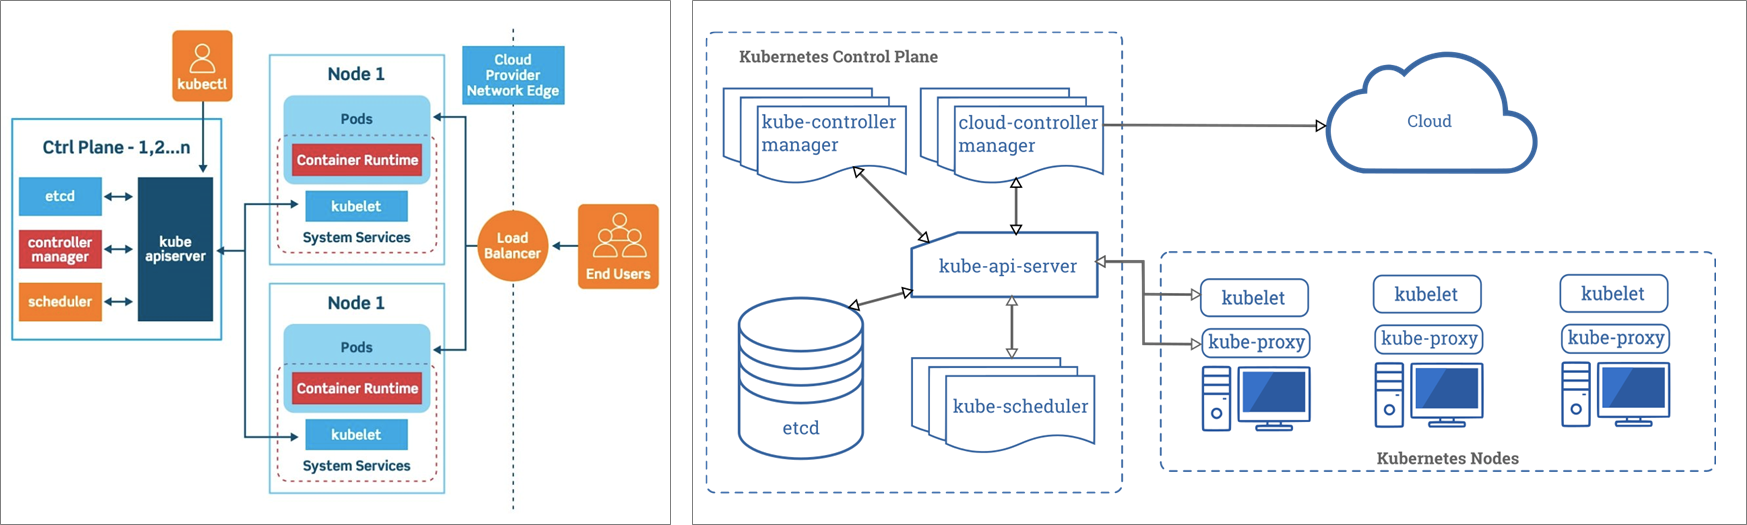 kubectl
Ctrl Plane - 1,2...n
etcd
controller
manager
scheduler
kube
apiserver
Node 1
Pods
Container Runtime
kubelet
System Services
Node 1
Pods
Container Runtime
kubelet
System Services
Cloud
Provider
Network Edge
Load
Balancer
End Users
Kubernetes Control Plane
kube-controller
manager
cloud-controller
manager
Cloud
kube-api-server
etcd
kube-scheduler
kubelet
kube-proxy
kubelet
kube-proxy
kubelet
kube-proxy
Kubernetes Nodes